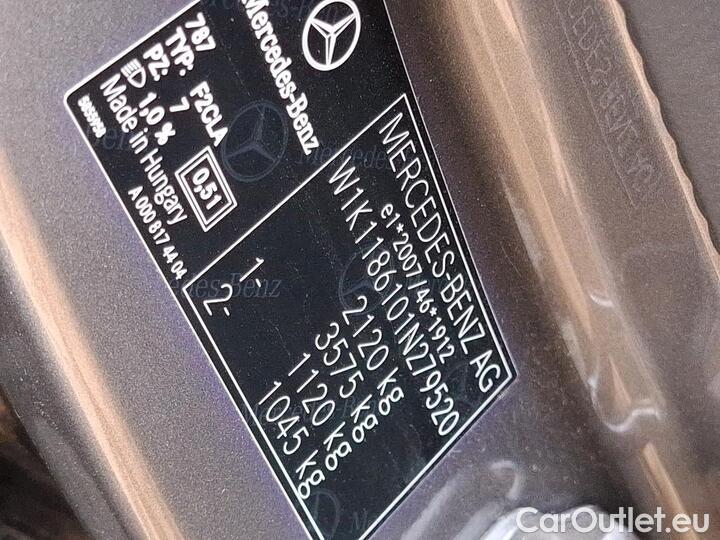 MERCEDES-BENZ AG
e1*2007/46*1912
W1K1186101N279520
2120 kg
3575 kg
1- 1120 kg
2- 1045 kg
Mercedes-Benz
787
TYP: F2CLA
PZ: 7
1,0 % 0,51
Made in Hungary
A 000 817 44 04
Mercedes-Benz
CarOutlet.eu